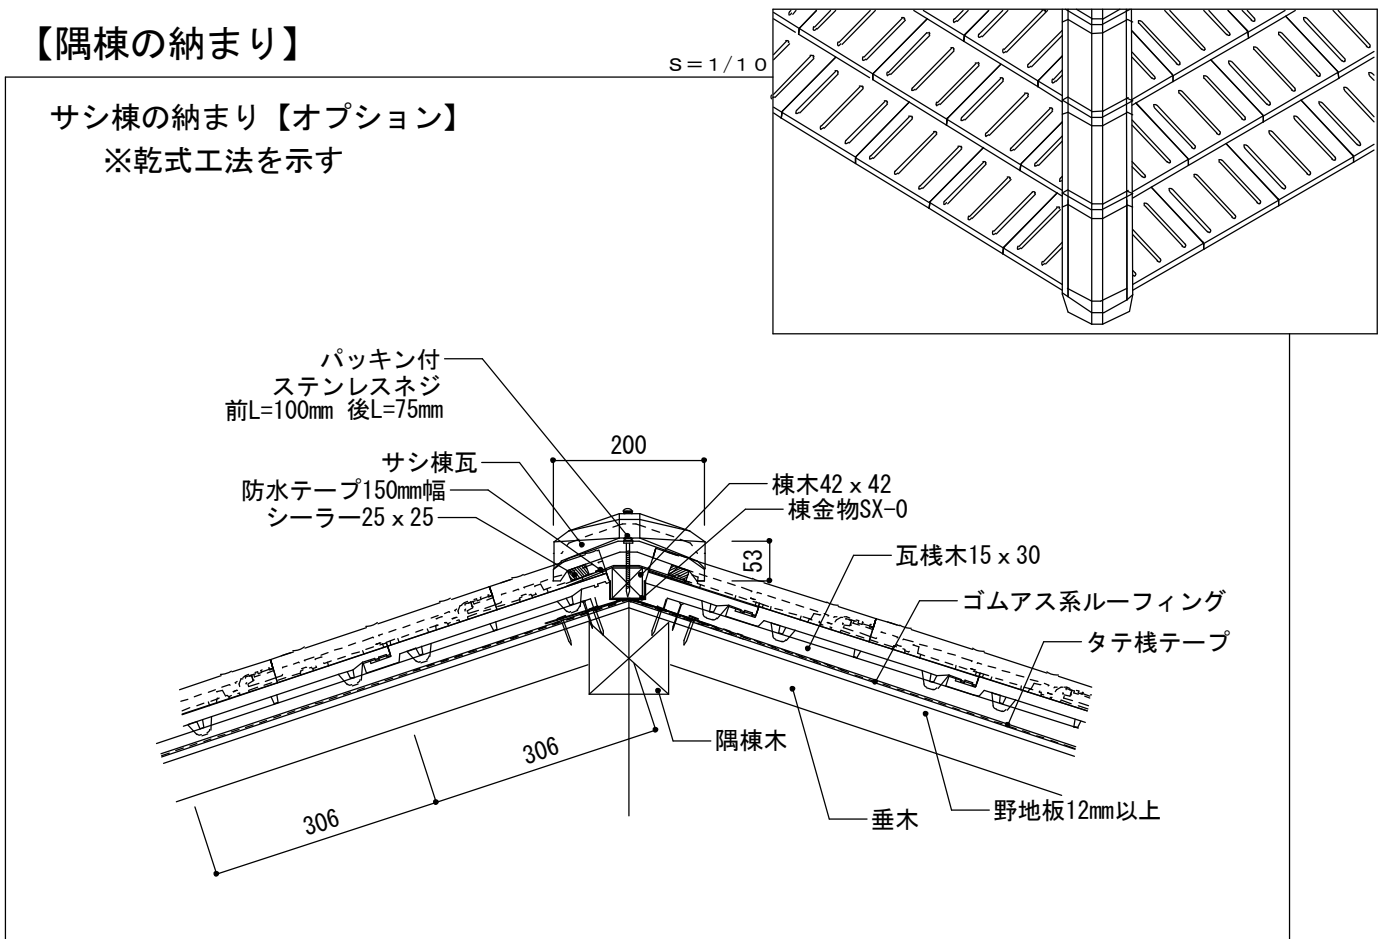 【隅棟の納まり】
S=1/10
サシ棟の納まり【オプション】
※乾式工法を示す
パッキン付
ステンレスネジ
前L=100mm 後L=75mm
サシ棟瓦
防水テープ150mm幅
シーラー25×25
200
棟木42×42
棟金物SX-O
53
瓦桟木15×30
ゴムアス系ルーフィング
タテ桟テープ
隅棟木
306
306
垂木
野地板12mm以上